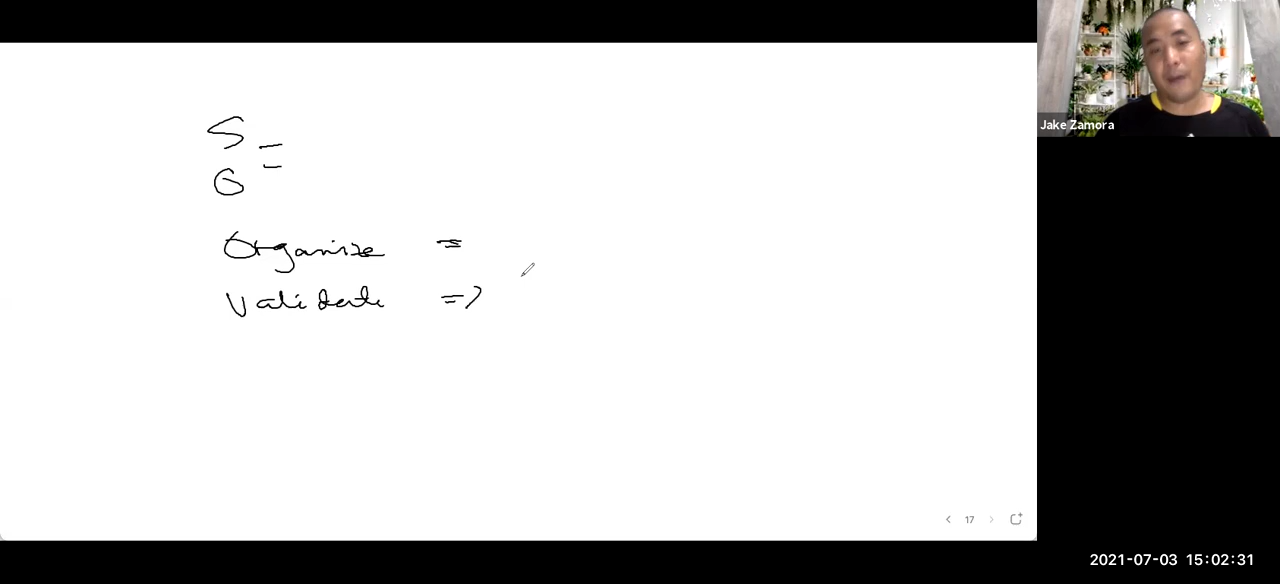 S =
G
Organize =
Validate =>
Jake Zamora
17
2021-07-03 15:02:31